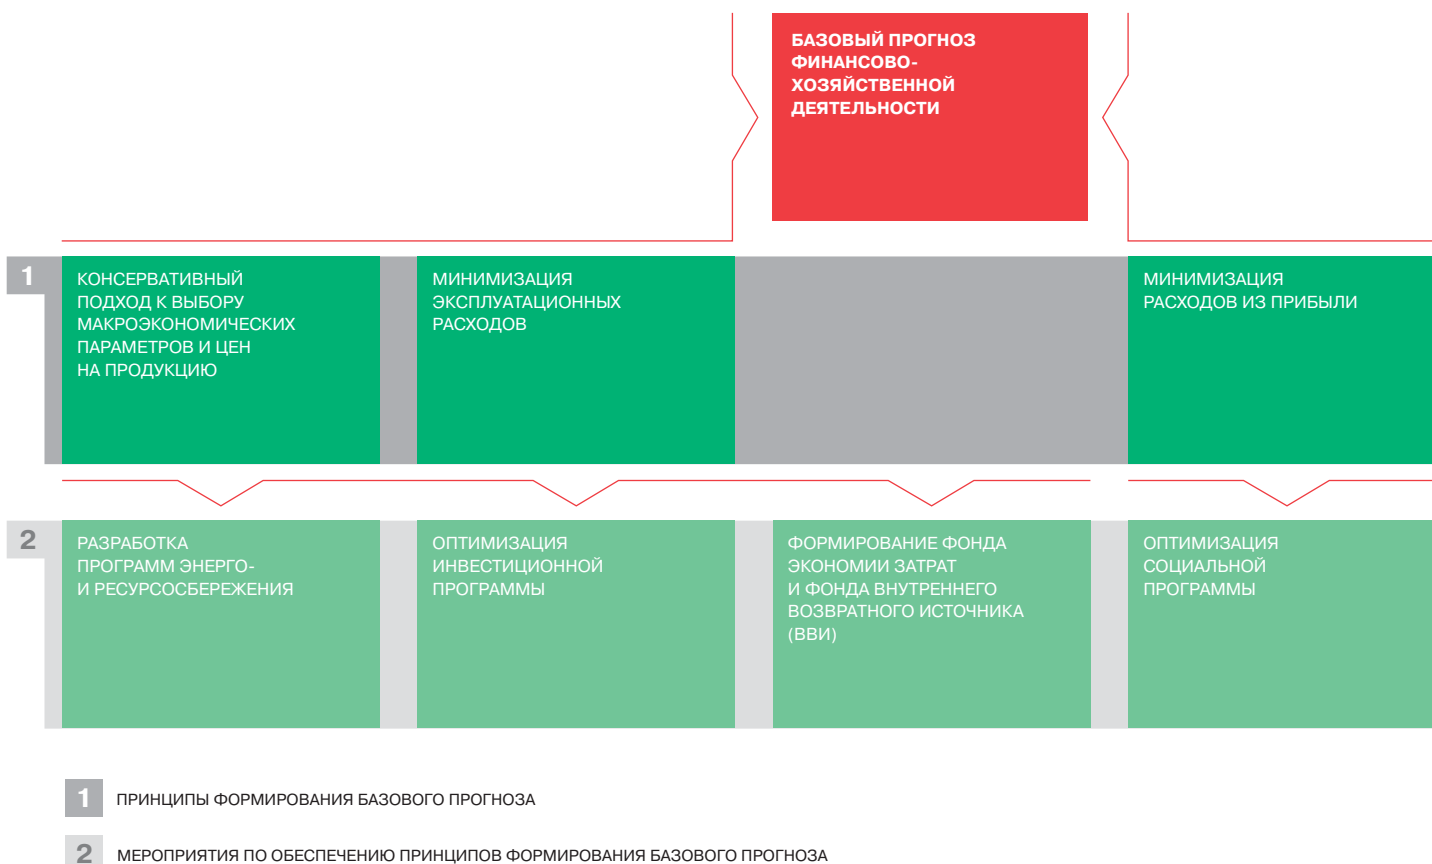 БАЗОВЫЙ ПРОГНОЗ
ФИНАНСОВО-
ХОЗЯЙСТВЕННОЙ
ДЕЯТЕЛЬНОСТИ
1
КОНСЕРВАТИВНЫЙ
ПОДХОД К ВЫБОРУ
МАКРОЭКОНОМИЧЕСКИХ
ПАРАМЕТРОВ И ЦЕН
НА ПРОДУКЦИЮ
МИНИМИЗАЦИЯ
ЭКСПЛУАТАЦИОННЫХ
РАСХОДОВ
МИНИМИЗАЦИЯ
РАСХОДОВ ИЗ ПРИБЫЛИ
2
РАЗРАБОТКА
ПРОГРАММ ЭНЕРГО-
И РЕСУРСОСБЕРЕЖЕНИЯ
ОПТИМИЗАЦИЯ
ИНВЕСТИЦИОННОЙ
ПРОГРАММЫ
ФОРМИРОВАНИЕ ФОНДА
ЭКОНОМИИ ЗАТРАТ
И ФОНДА ВНУТРЕННЕГО
ВОЗВРАТНОГО ИСТОЧНИКА
(ВВИ)
ОПТИМИЗАЦИЯ
СОЦИАЛЬНОЙ
ПРОГРАММЫ
1 ПРИНЦИПЫ ФОРМИРОВАНИЯ БАЗОВОГО ПРОГНОЗА
2 МЕРОПРИЯТИЯ ПО ОБЕСПЕЧЕНИЮ ПРИНЦИПОВ ФОРМИРОВАНИЯ БАЗОВОГО ПРОГНОЗА